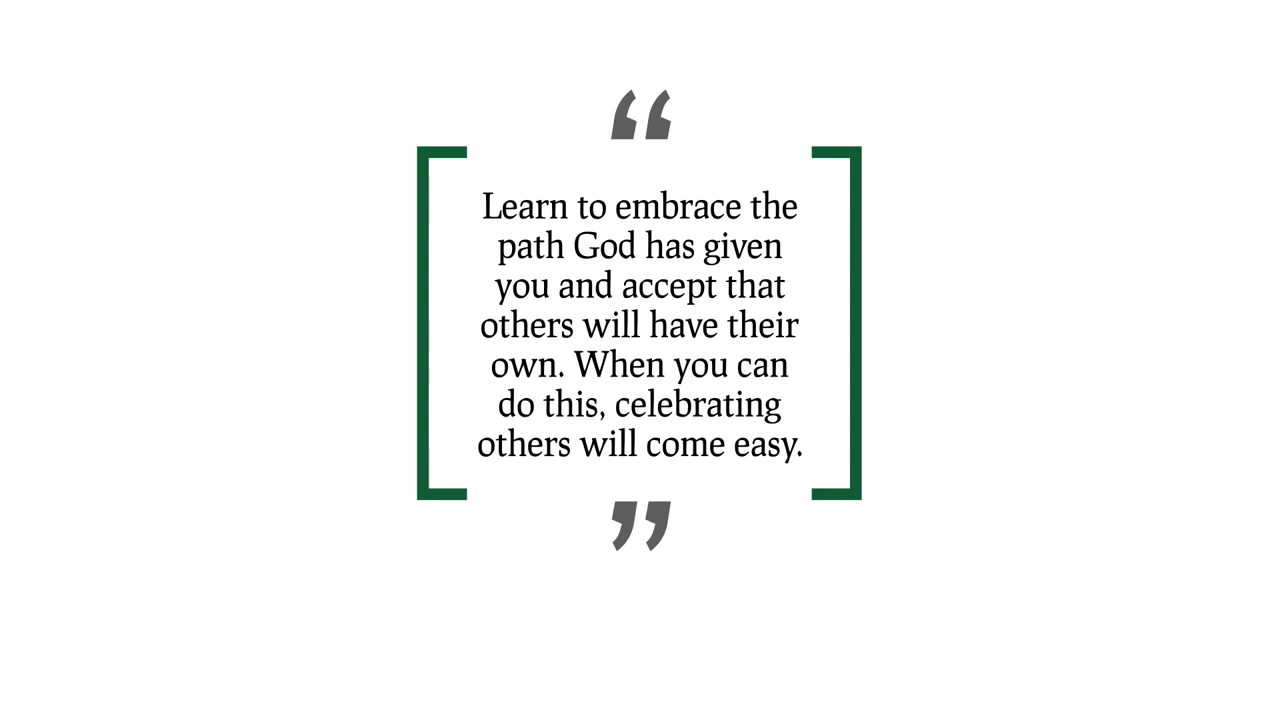 “
Learn to embrace the
path God has given
you and accept that
others will have their
own. When you can
do this, celebrating
others will come easy.
”